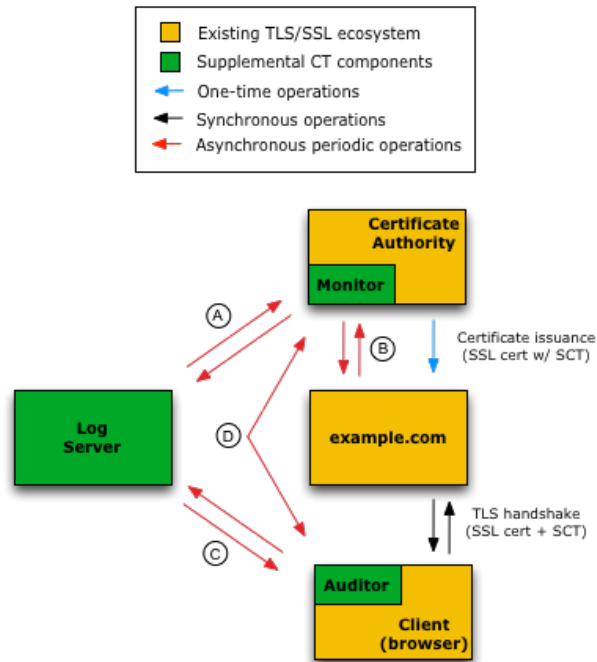 Existing TLS/SSL ecosystem
Supplemental CT components
One-time operations
Synchronous operations
Asynchronous periodic operations
Certificate
Authority
Monitor
A
B
Certificate issuance
(SSL cert w/ SCT)
Log
Server
D
example.com
C
TLS handshake
(SSL cert + SCT)
Auditor
Client
(browser)